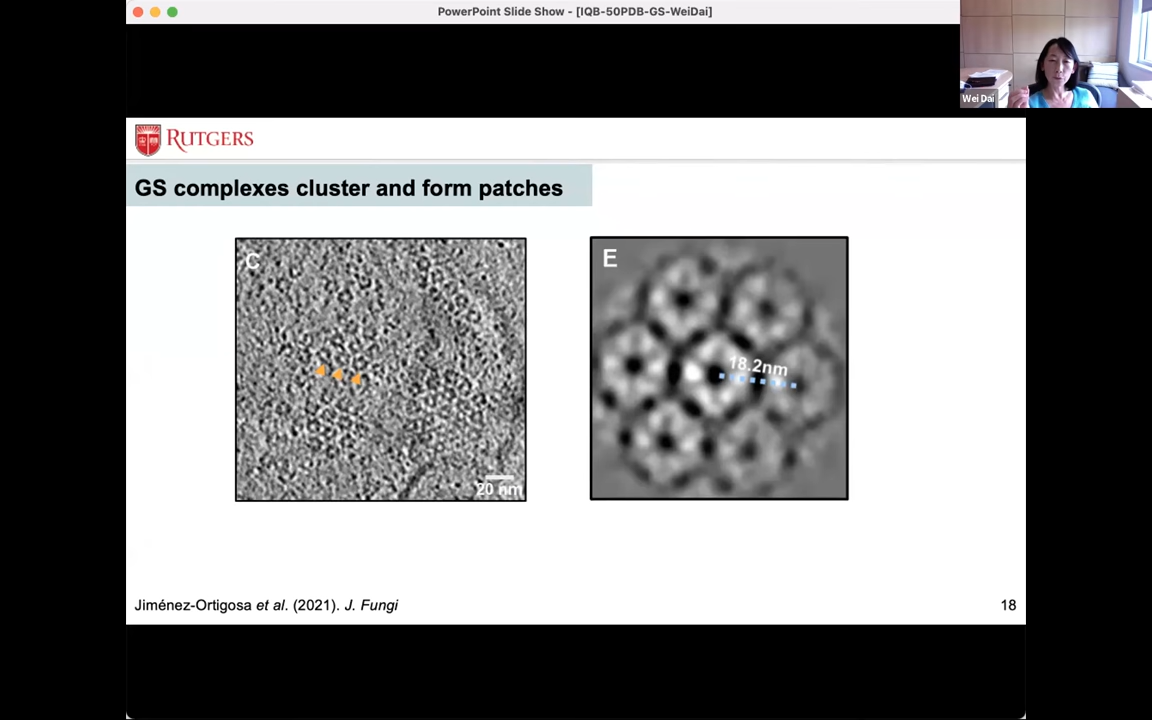 PowerPoint Slide Show - [IQB-50PDB-GS-WeiDai]
Wei Dai
RUTGERS
GS complexes cluster and form patches
C
E
18.2nm
20 nm
Jiménez-Ortigosa et al. (2021). J. Fungi
18